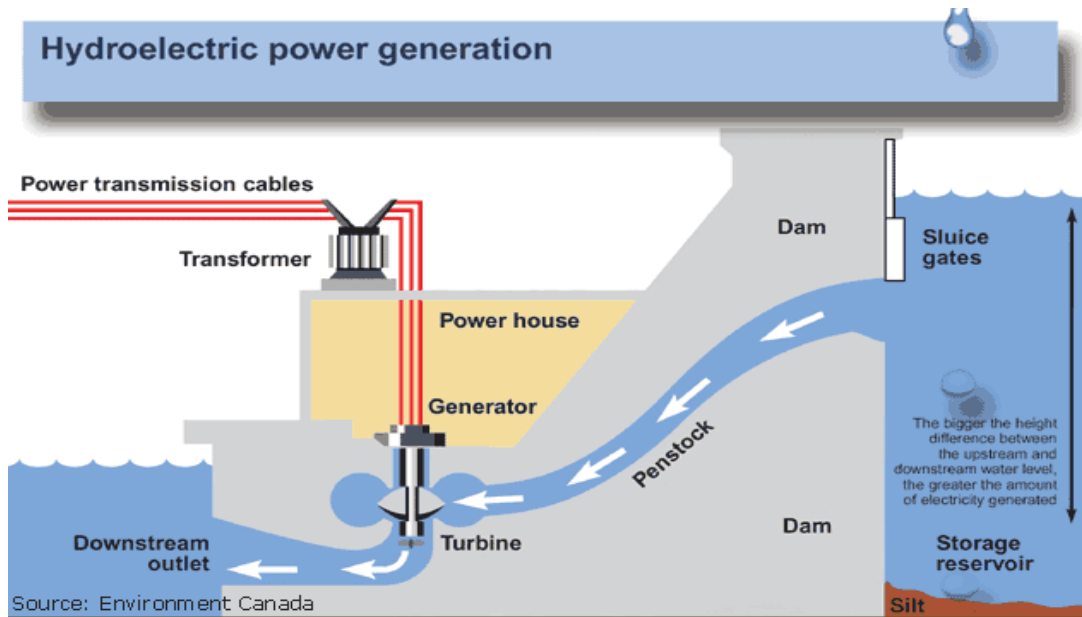 Hydroelectric power generation
Power transmission cables
Transformer
Dam
Sluice
gates
Power house
Generator
Penstock
The bigger the height
difference between
the upstream and
downstream water level,
the greater the amount
of electricity generated
Turbine
Dam
Downstream
outlet
Storage
reservoir
Silt
Source: Environment Canada